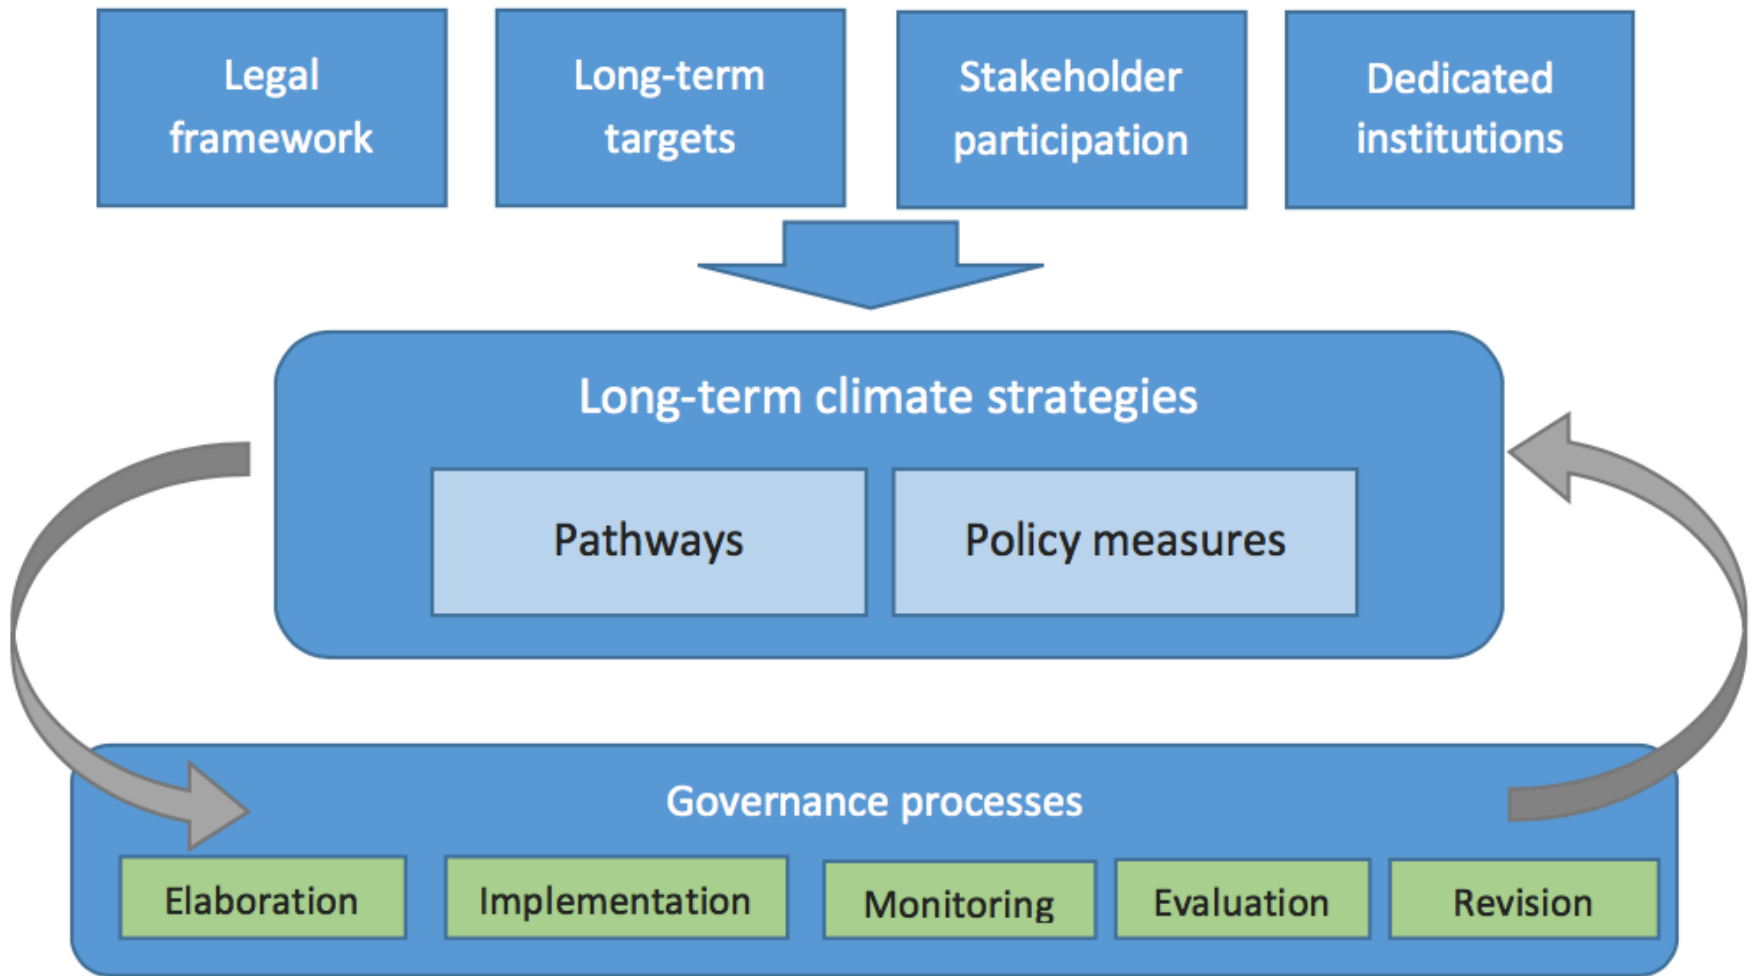 Legal
framework
Long-term
targets
Stakeholder
participation
Dedicated
institutions
Long-term climate strategies
Pathways
Policy measures
Governance processes
Elaboration
Implementation
Monitoring
Evaluation
Revision